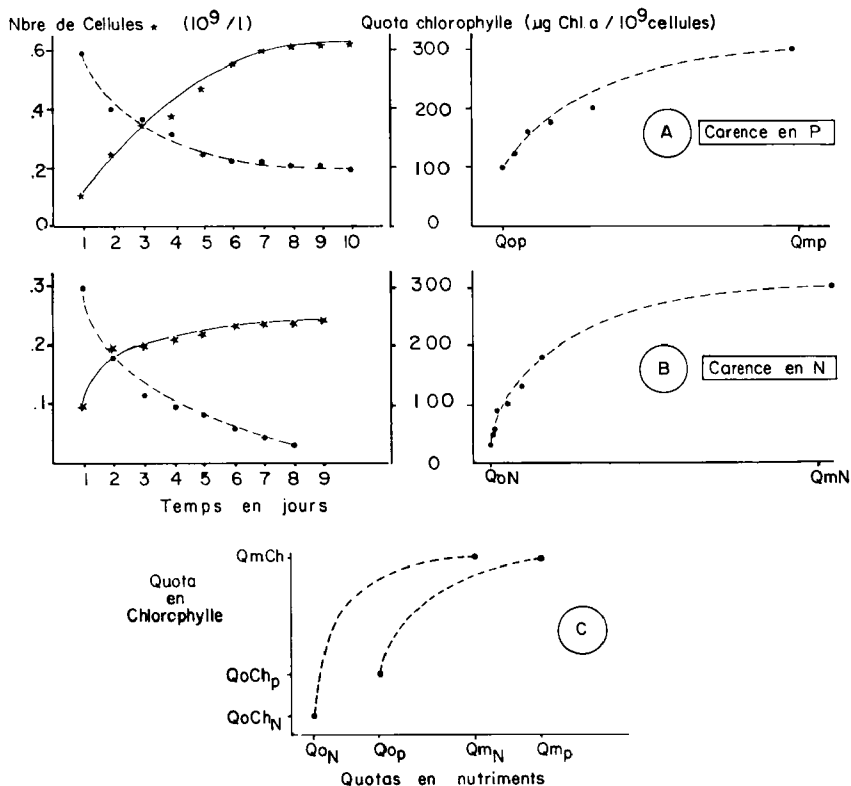 Nbre de Cellules ★ (10⁹/l) Quota chlorophylle (µg Chl.a / 10⁹cellules)
.6
.4
.2
0
1 2 3 4 5 6 7 8 9 10
300
200
100
0
Qop Qmp
A Carence en P
.3
.2
.1
1 2 3 4 5 6 7 8 9
Temps en jours
300
200
100
0
QoN QmN
B Carence en N
QmCh
Quota
en
Chlorophylle
QoChp
QoChN
C
QoN Qop QmN Qmp
Quotas en nutriments